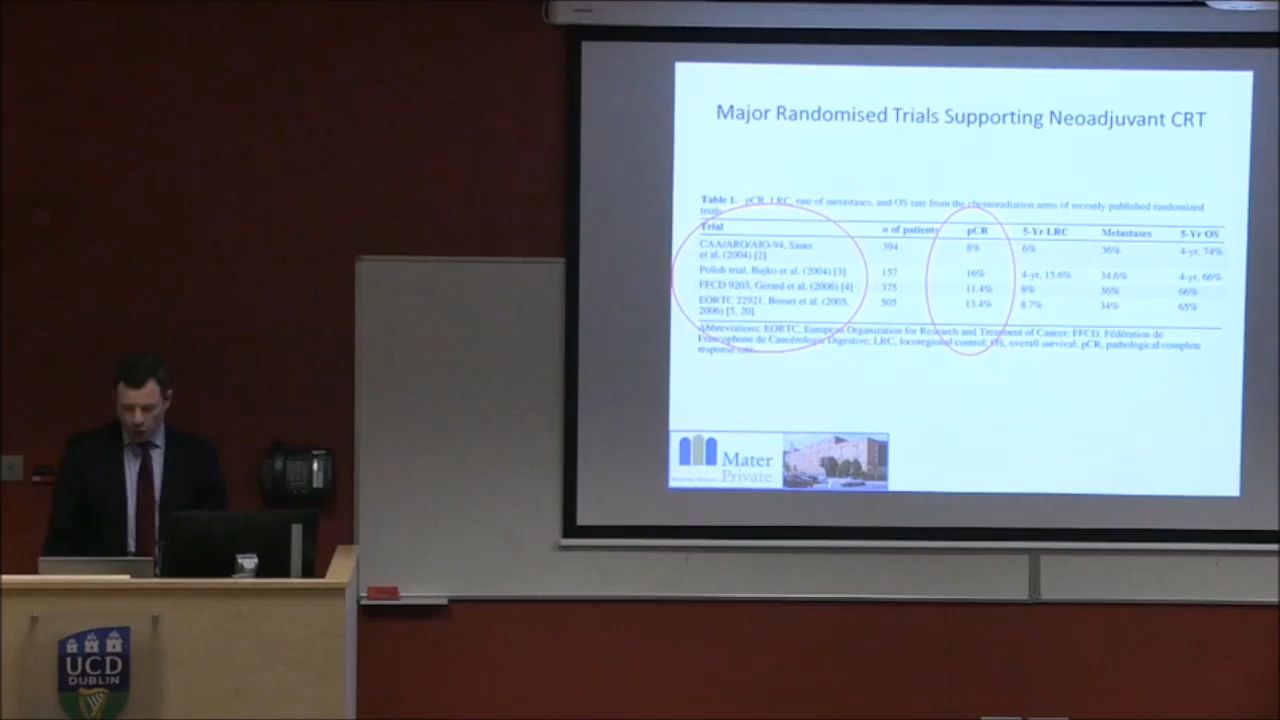 Major Randomised Trials Supporting Neoadjuvant CRT
Table 1. pCR, LRC, rate of metastases, and OS rate from the chemoradiation arms of recently published randomized
trials
Trial n of patients pCR 5-Yr LRC Metastases 5-Yr OS
CAA/ARO/AIO-94, Sauer 394 8% 6% 36% 4-yr, 74%
et al. (2004) [2]
Polish trial, Bujko et al. (2004) [3] 157 16% 4-yr, 15.6% 34.6% 4-yr, 66%
FFCD 9203, Gerard et al. (2006) [4] 375 11.4% 8% 36% 66%
EORTC 22921, Bosset et al. (2005, 505 13.4% 8.7% 34% 65%
2006) [5, 20]
Abbreviations: EORTC, European Organization for Research and Treatment of Cancer; FFCD, Fédération de
Francophone de Cancérologie Digestive; LRC, locoregional control; OS, overall survival; pCR, pathological complete
response rate.
Mater
Private
UCD
DUBLIN